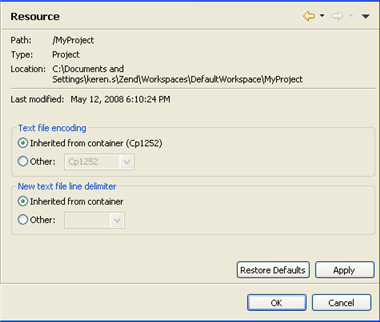 Resource
Path: /MyProject
Type: Project
Location: C:\Documents and
Settings\keren.s\Zend\Workspaces\DefaultWorkspace\MyProject
Last modified: May 12, 2008 6:10:24 PM
Text file encoding
Inherited from container (Cp1252)
Other: Cp1252
New text file line delimiter
Inherited from container
Other:
Restore Defaults Apply
OK Cancel